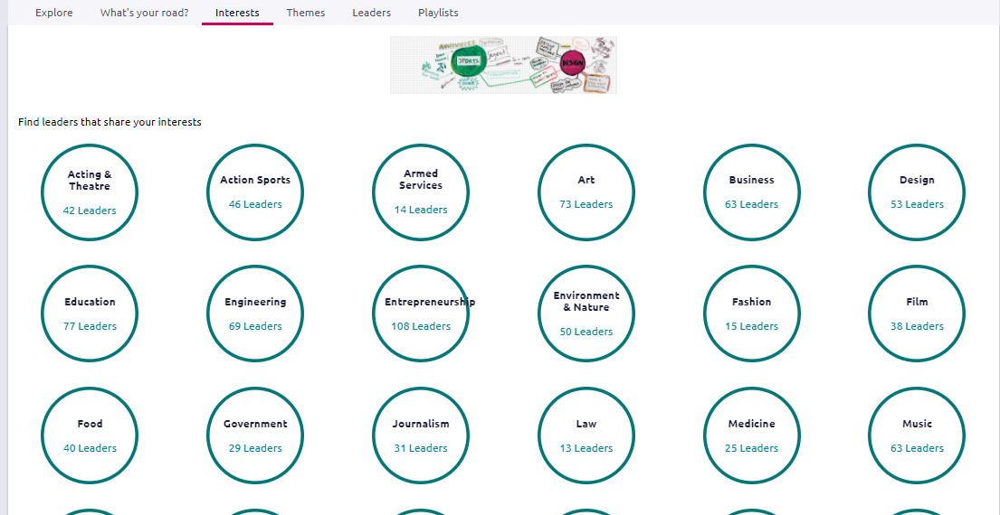 Explore What's your road? Interests Themes Leaders Playlists
SPORTS
DESIGN
Find leaders that share your interests
Acting &
Theatre
42 Leaders
Action Sports
46 Leaders
Armed
Services
14 Leaders
Art
73 Leaders
Business
63 Leaders
Design
53 Leaders
Education
77 Leaders
Engineering
69 Leaders
Entrepreneurship
108 Leaders
Environment
& Nature
50 Leaders
Fashion
15 Leaders
Film
38 Leaders
Food
40 Leaders
Government
29 Leaders
Journalism
31 Leaders
Law
13 Leaders
Medicine
25 Leaders
Music
63 Leaders